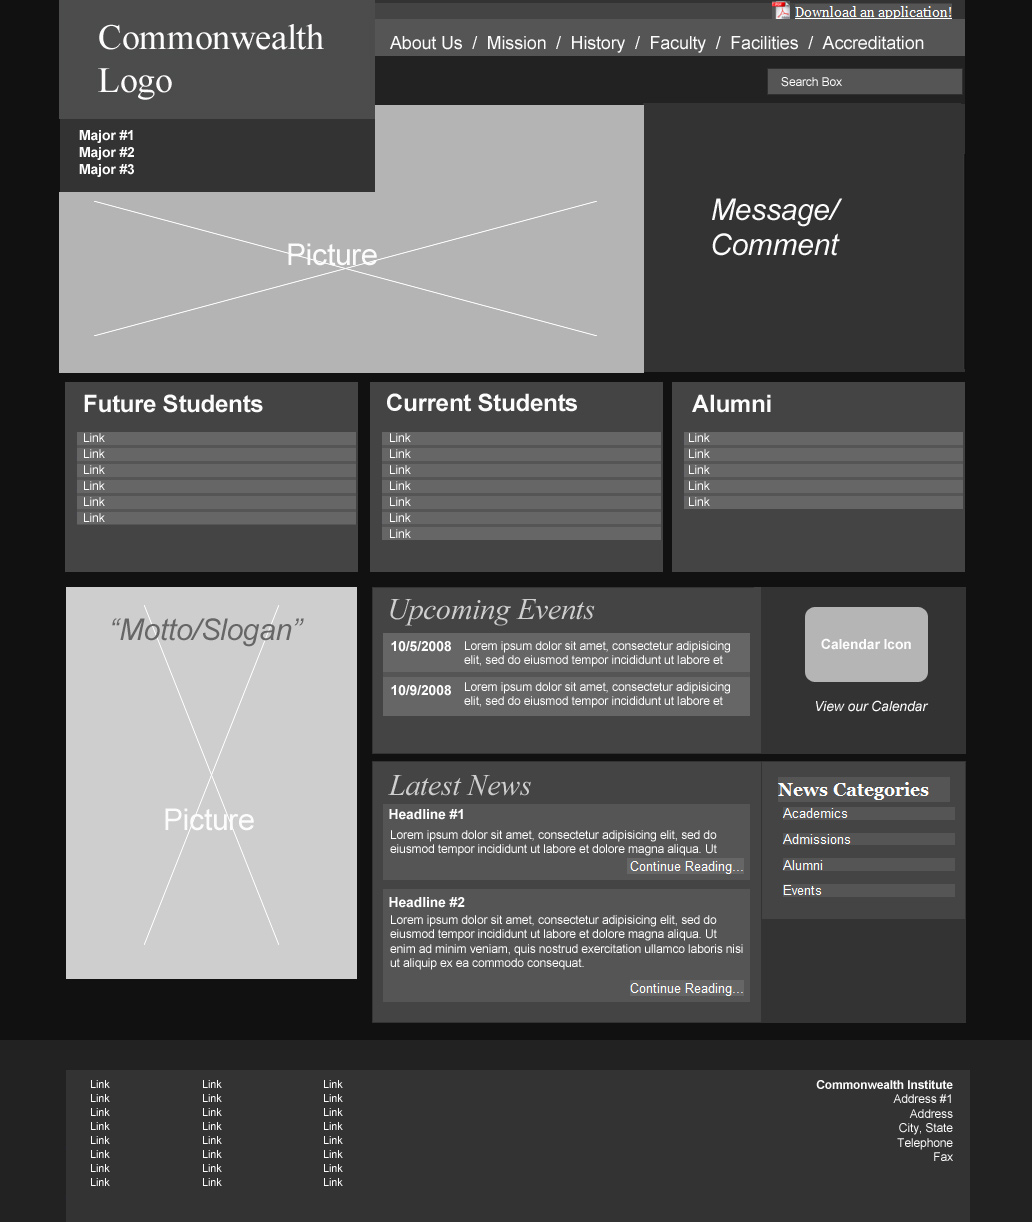 Download an application!
Commonwealth
Logo
About Us / Mission / History / Faculty / Facilities / Accreditation
Search Box
Major #1
Major #2
Major #3
Picture
Message/
Comment
Future Students
Link
Link
Link
Link
Link
Link
Current Students
Link
Link
Link
Link
Link
Link
Link
Alumni
Link
Link
Link
Link
Link
“Motto/Slogan”
Picture
Upcoming Events
10/5/2008 Lorem ipsum dolor sit amet, consectetur adipisicing
elit, sed do eiusmod tempor incididunt ut labore et
10/9/2008 Lorem ipsum dolor sit amet, consectetur adipisicing
elit, sed do eiusmod tempor incididunt ut labore et
Calendar Icon
View our Calendar
Latest News
Headline #1
Lorem ipsum dolor sit amet, consectetur adipisicing elit, sed do
eiusmod tempor incididunt ut labore et dolore magna aliqua. Ut
Continue Reading...
Headline #2
Lorem ipsum dolor sit amet, consectetur adipisicing elit, sed do
eiusmod tempor incididunt ut labore et dolore magna aliqua. Ut
enim ad minim veniam, quis nostrud exercitation ullamco laboris nisi
ut aliquip ex ea commodo consequat.
Continue Reading...
News Categories
Academics
Admissions
Alumni
Events
Link Link Link
Link Link Link
Link Link Link
Link Link Link
Link Link Link
Link Link Link
Link Link Link
Link Link Link
Commonwealth Institute
Address #1
Address
City, State
Telephone
Fax